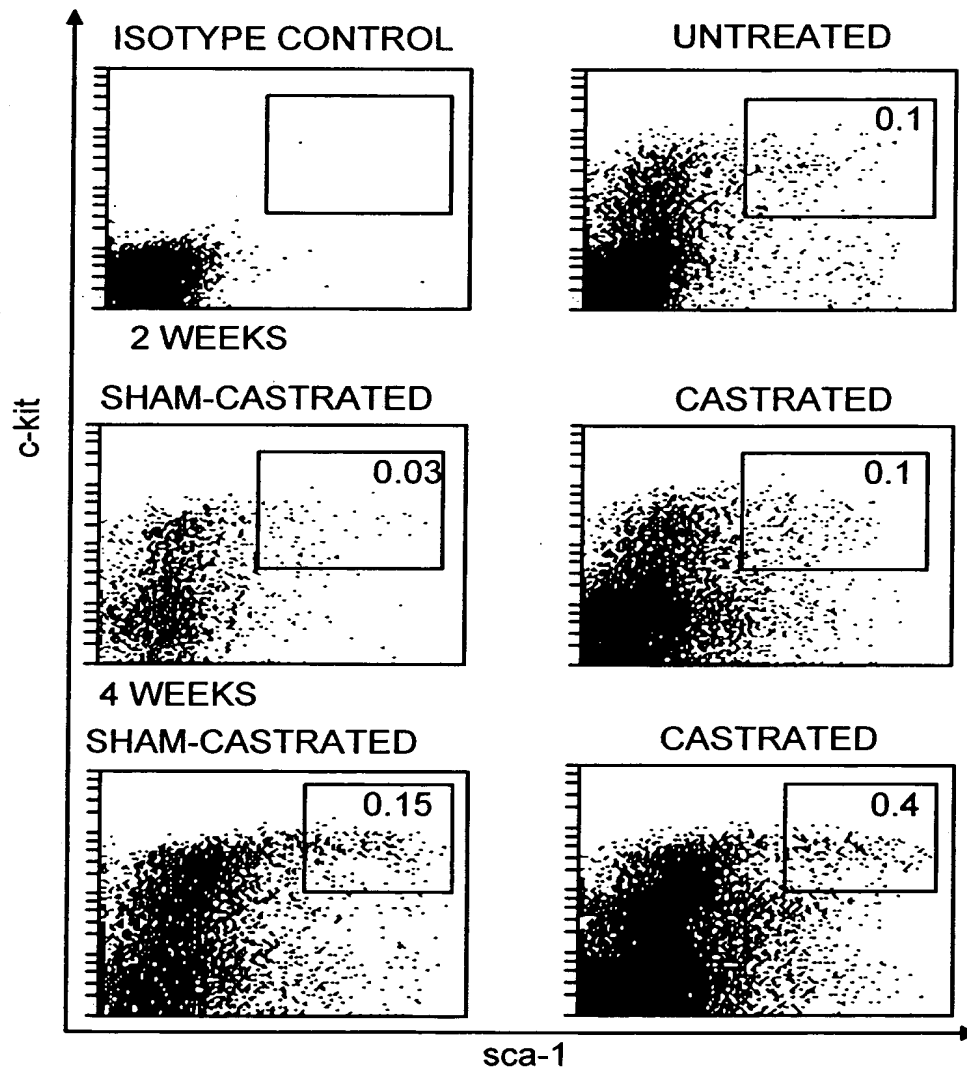 ISOTYPE CONTROL
UNTREATED
0.1
2 WEEKS
SHAM-CASTRATED
CASTRATED
0.03
0.1
4 WEEKS
SHAM-CASTRATED
CASTRATED
0.15
0.4
c-kit
sca-1